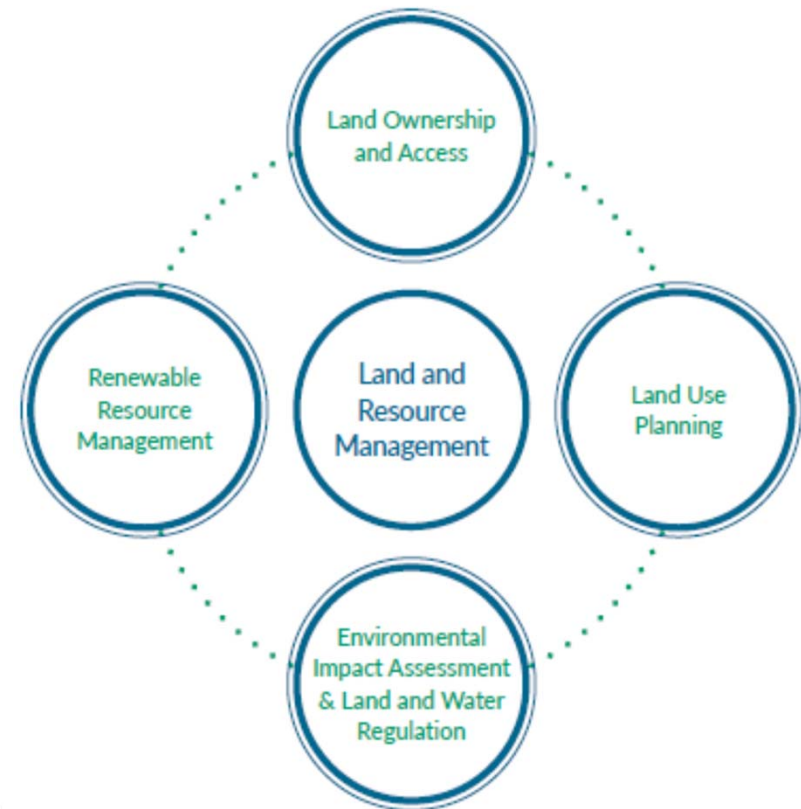 Land Ownership
and Access
Renewable
Resource
Management
Land and
Resource
Management
Land Use
Planning
Environmental
Impact Assessment
& Land and Water
Regulation